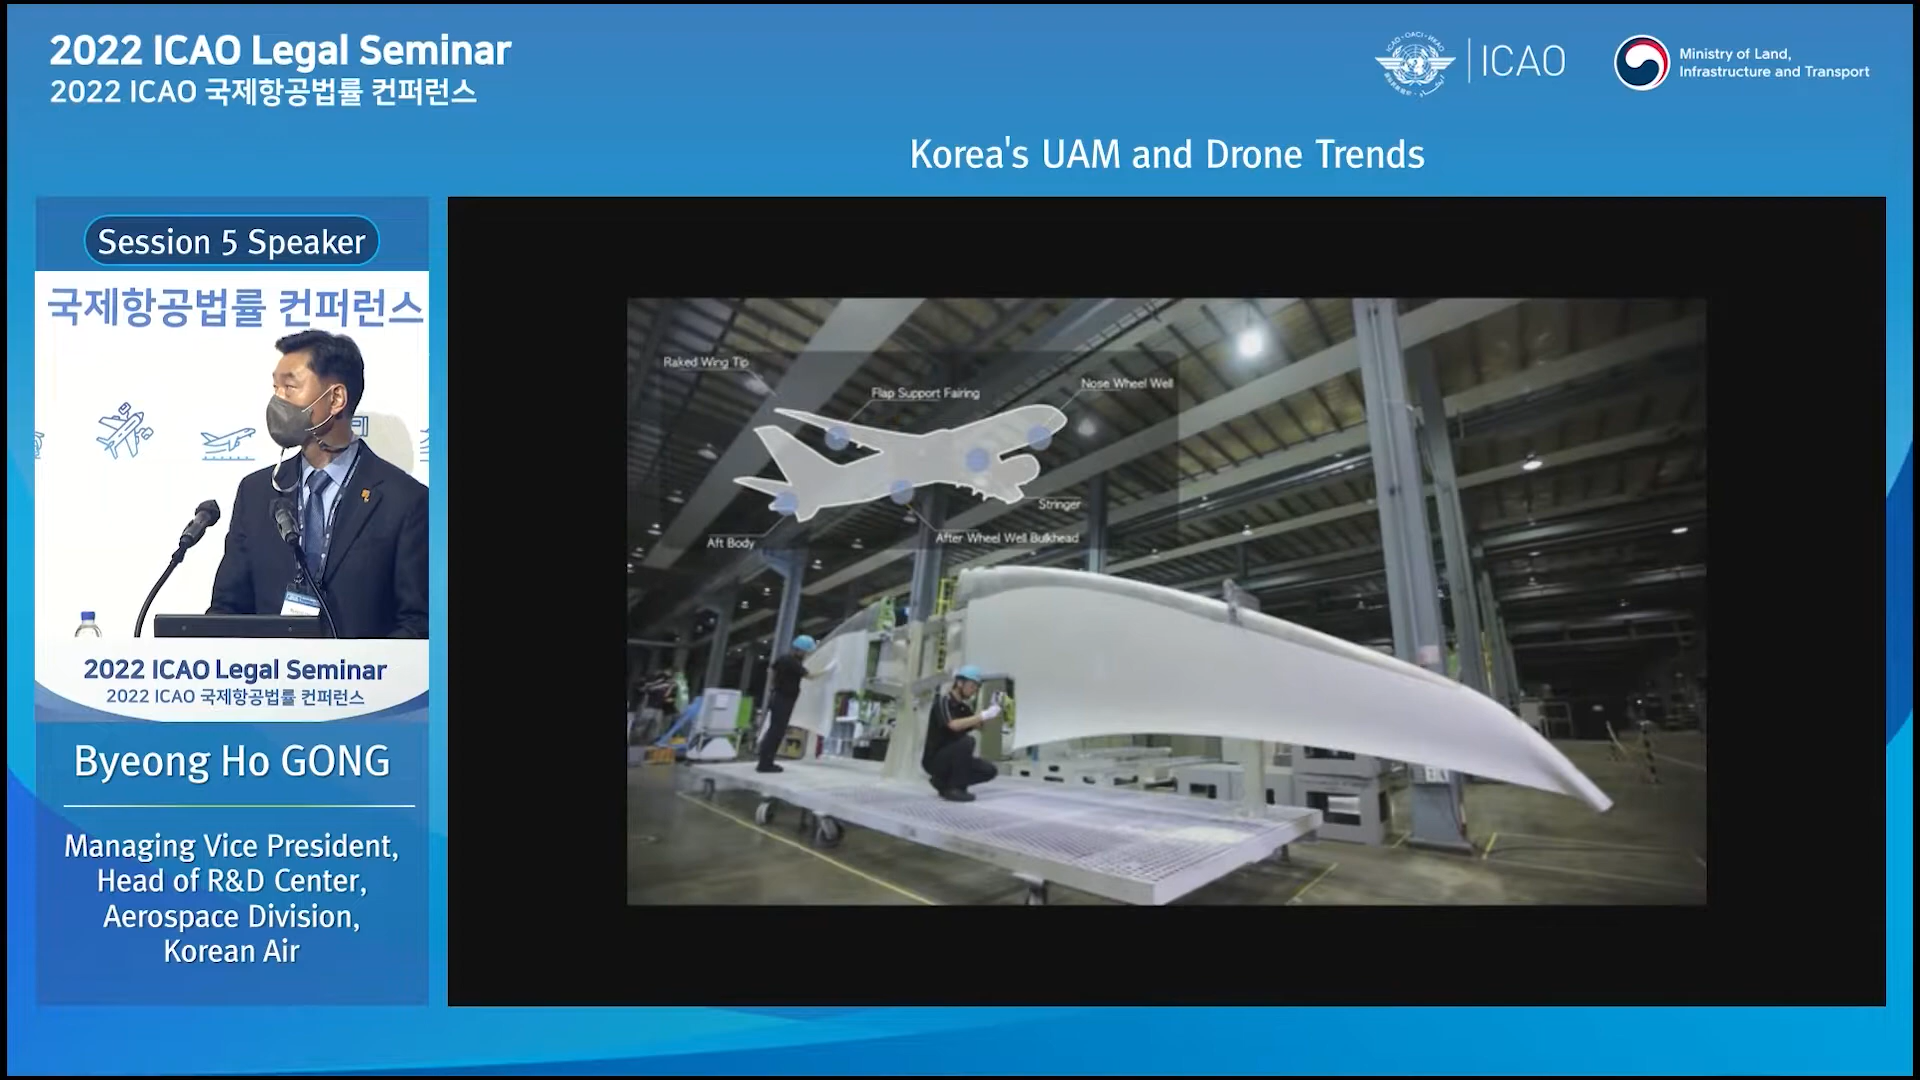 2022 ICAO Legal Seminar
2022 ICAO 국제항공법률 컨퍼런스
ICAO
Ministry of Land,
Infrastructure and Transport
Korea's UAM and Drone Trends
Session 5 Speaker
국제항공법률 컨퍼런스
2022 ICAO Legal Seminar
2022 ICAO 국제항공법률 컨퍼런스
Byeong Ho GONG
Managing Vice President,
Head of R&D Center,
Aerospace Division,
Korean Air
Raked Wing Tip
Flap Support Fairing
Nose Wheel Well
Stringer
After Wheel Well Bulkhead
Aft Body